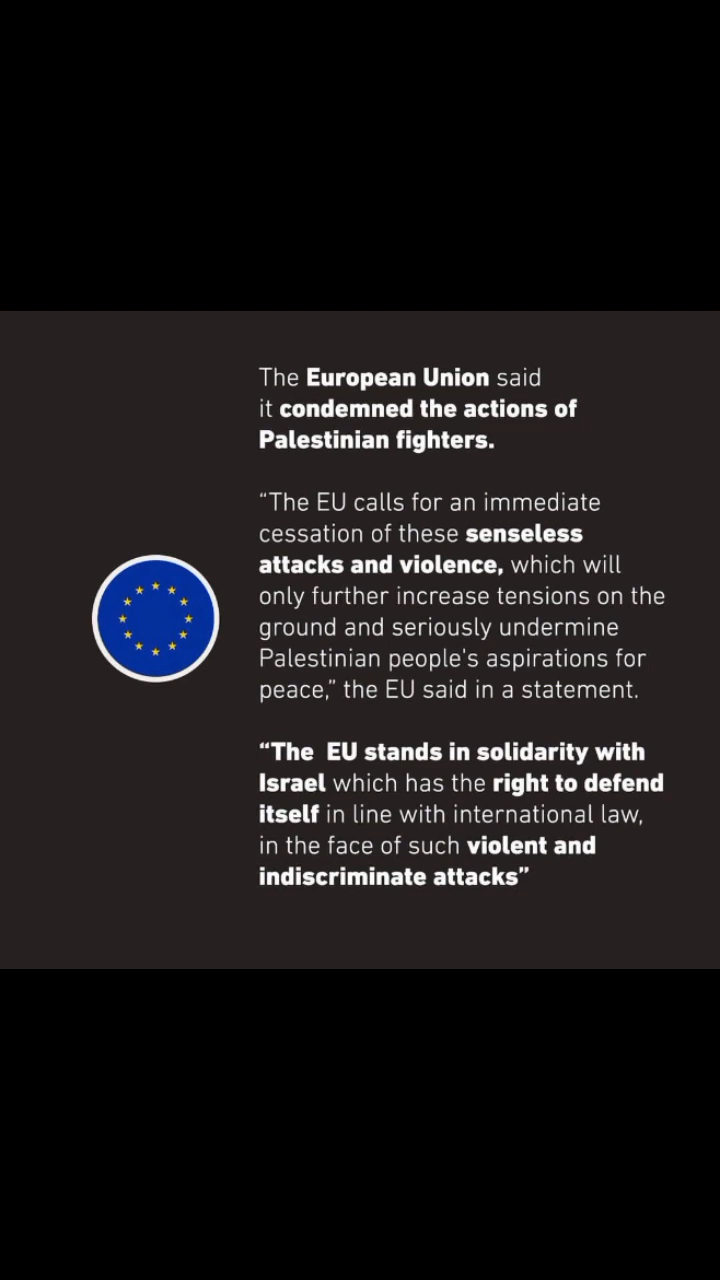 The European Union said
it condemned the actions of
Palestinian fighters.
“The EU calls for an immediate
cessation of these senseless
attacks and violence, which will
only further increase tensions on the
ground and seriously undermine
Palestinian people's aspirations for
peace,” the EU said in a statement.
“The  EU stands in solidarity with
Israel which has the right to defend
itself in line with international law,
in the face of such violent and
indiscriminate attacks”